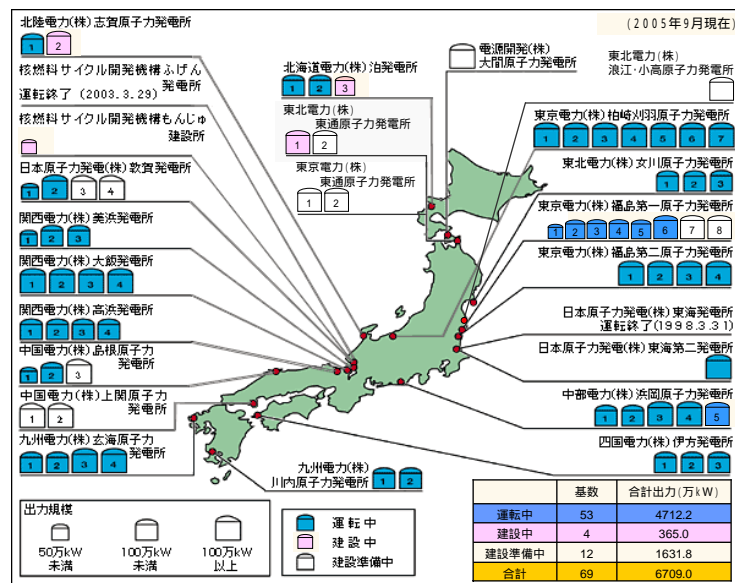 (2005年9月現在)
北陸電力(株)志賀原子力発電所
1 2
核燃料サイクル開発機構ふげん
発電所
運転終了(2003.3.29)
核燃料サイクル開発機構もんじゅ
建設所
日本原子力発電(株)敦賀発電所
1 2 3 4
関西電力(株)美浜発電所
1 2 3
関西電力(株)大飯発電所
1 2 3 4
関西電力(株)高浜発電所
1 2 3 4
中国電力(株)島根原子力
発電所
1 2 3
中国電力(株)上関原子力
発電所
1 2
九州電力(株)玄海原子力
発電所
1 2 3 4
北海道電力(株)泊発電所
1 2 3
東北電力(株)
東通原子力発電所
1 2
東京電力(株)
東通原子力発電所
1 2
電源開発(株)
大間原子力発電所
東北電力(株)
浪江・小高原子力発電所
東京電力(株)柏崎刈羽原子力発電所
1 2 3 4 5 6 7
東北電力(株)女川原子力発電所
1 2 3
東京電力(株)福島第一原子力発電所
1 2 3 4 5 6 7 8
東京電力(株)福島第二原子力発電所
1 2 3 4
日本原子力発電(株)東海発電所
運転終了(1998.3.31)
日本原子力発電(株)東海第二発電所
中部電力(株)浜岡原子力発電所
1 2 3 4 5
四国電力(株)伊方発電所
1 2 3
九州電力(株)
川内原子力発電所
1 2
出力規模
50万kW
未満
100万kW
未満
100万kW
以上
運転中
建設中
建設準備中
基数 合計出力(万kW)
運転中 53 4712.2
建設中 4 365.0
建設準備中 12 1631.8
合計 69 6709.0